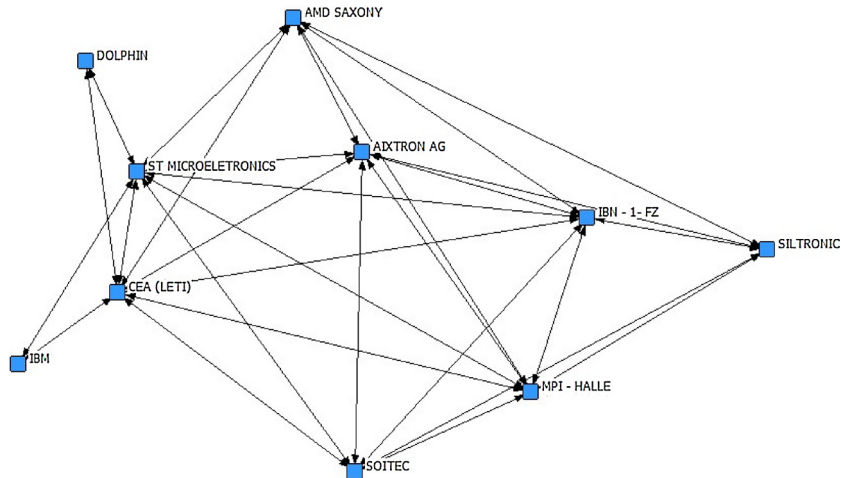 AMD SAXONY
DOLPHIN
AIXTRON AG
ST MICROELETRONICS
IBN - 1- FZ
SILTRONIC
CEA (LETI)
IBM
MPI - HALLE
SOITEC